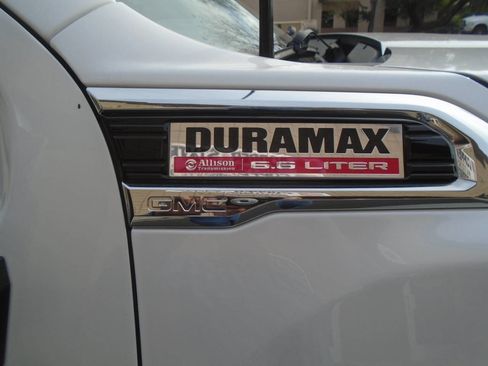 DURAMAX
Allison Transmission 6.6 LITER
GMC